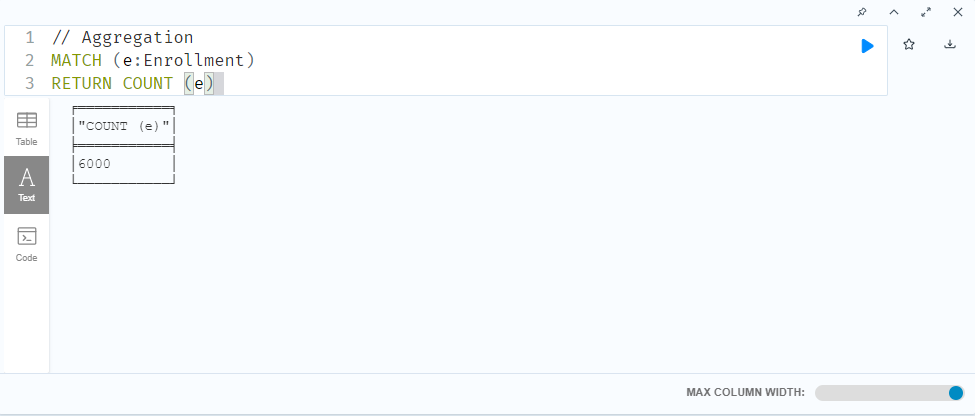 1 // Aggregation
2 MATCH (e:Enrollment)
3 RETURN COUNT (e)
Table
"COUNT (e)"
6000
Text
Code
MAX COLUMN WIDTH: